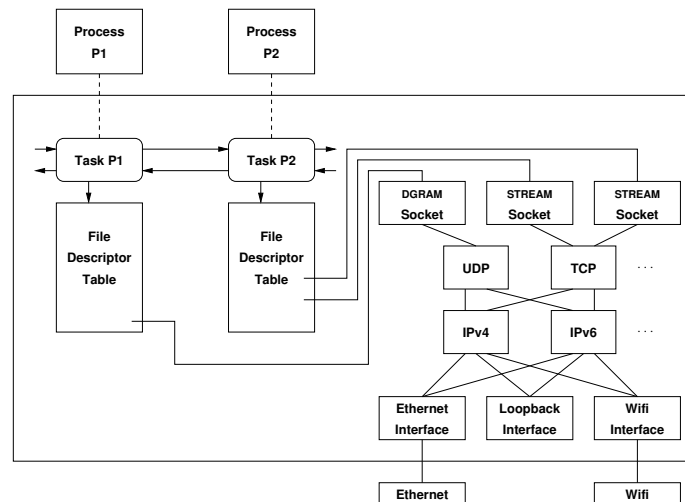 Process
P1
Process
P2
Task P1
Task P2
File
Descriptor
Table
File
Descriptor
Table
DGRAM
Socket
STREAM
Socket
STREAM
Socket
UDP
TCP
. . .
IPv4
IPv6
. . .
Ethernet
Interface
Loopback
Interface
Wifi
Interface
Ethernet
Wifi